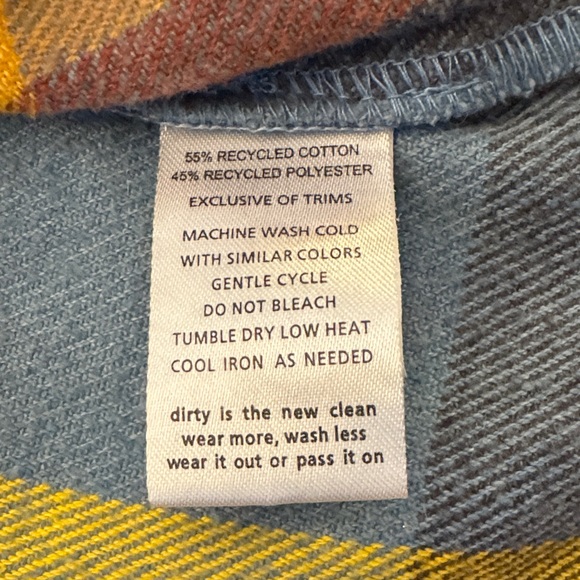 55% RECYCLED COTTON
45% RECYCLED POLYESTER
EXCLUSIVE OF TRIMS
MACHINE WASH COLD
WITH SIMILAR COLORS
GENTLE CYCLE
DO NOT BLEACH
TUMBLE DRY LOW HEAT
COOL IRON AS NEEDED
dirty is the new clean
wear more, wash less
wear it out or pass it on